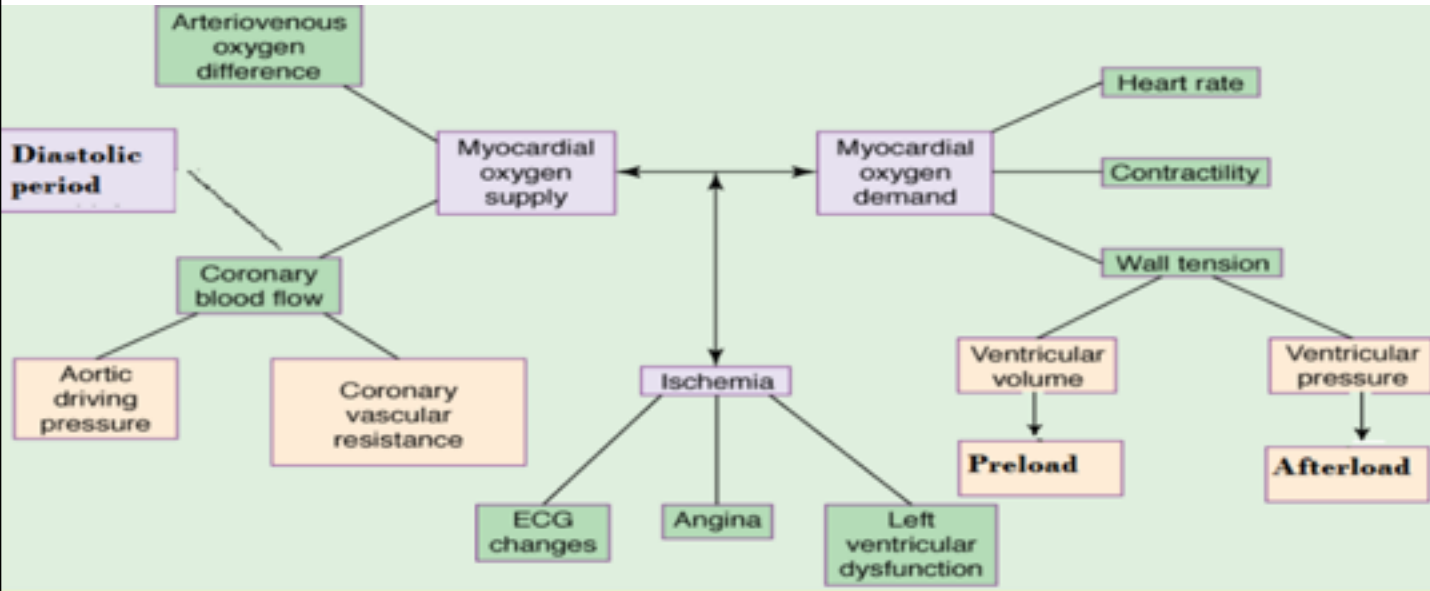 Arteriovenous
oxygen
difference
Diastolic
period
Myocardial
oxygen
supply
Coronary
blood flow
Aortic
driving
pressure
Coronary
vascular
resistance
Myocardial
oxygen
demand
Heart rate
Contractility
Wall tension
Ventricular
volume
Ventricular
pressure
Preload
Afterload
Ischemia
ECG
changes
Angina
Left
ventricular
dysfunction